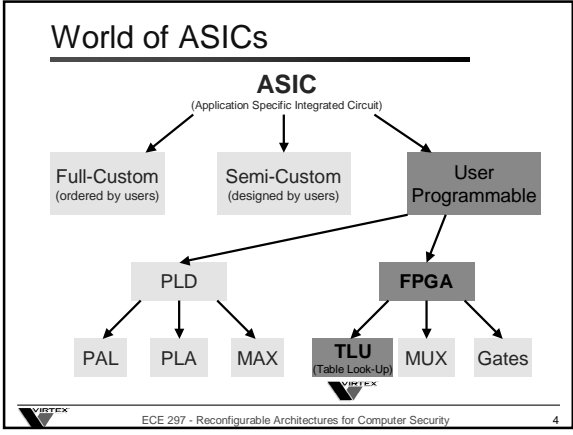 World of ASICs
ASIC
(Application Specific Integrated Circuit)
Full-Custom
(ordered by users)
Semi-Custom
(designed by users)
User
Programmable
PLD
FPGA
PAL
PLA
MAX
TLU
(Table Look-Up)
MUX
Gates
VIRTEX
VIRTEX
ECE 297 - Reconfigurable Architectures for Computer Security
4